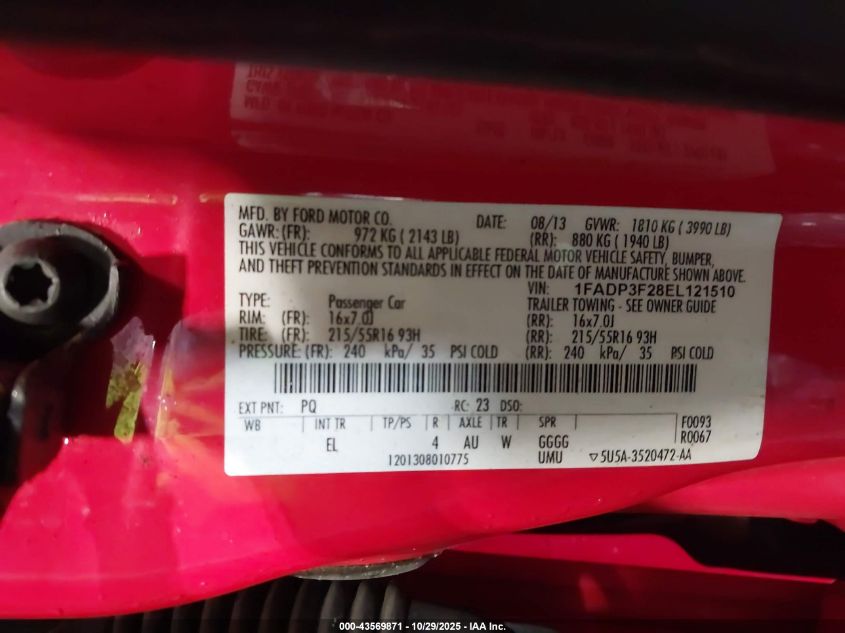 MFD. BY FORD MOTOR CO. DATE: 08/13 GVWR: 1810 KG ( 3990 LB)
GAWR:(FR): 972 KG ( 2143 LB) (RR): 880 KG ( 1940 LB)
THIS VEHICLE CONFORMS TO ALL APPLICABLE FEDERAL MOTOR VEHICLE SAFETY, BUMPER,
AND THEFT PREVENTION STANDARDS IN EFFECT ON THE DATE OF MANUFACTURE SHOWN ABOVE.
VIN: 1FADP3F28EL121510
TYPE: Passenger Car TRAILER TOWING - SEE OWNER GUIDE
RIM: (FR): 16x7.0J (RR): 16x7.0J
TIRE: (FR): 215/55R16 93H (RR): 215/55R16 93H
PRESSURE: (FR): 240 kPa/ 35 PSI COLD (RR): 240 kPa/ 35 PSI COLD
EXT PNT: PQ RC: 23 DSO:
WB INT TR TP/PS R AXLE TR SPR F0093
EL 4 AU W GGGG R0067
1201308010775 UMU ▽5U5A-3520472-AA
000-43569871 - 10/29/2025 - IAA Inc.